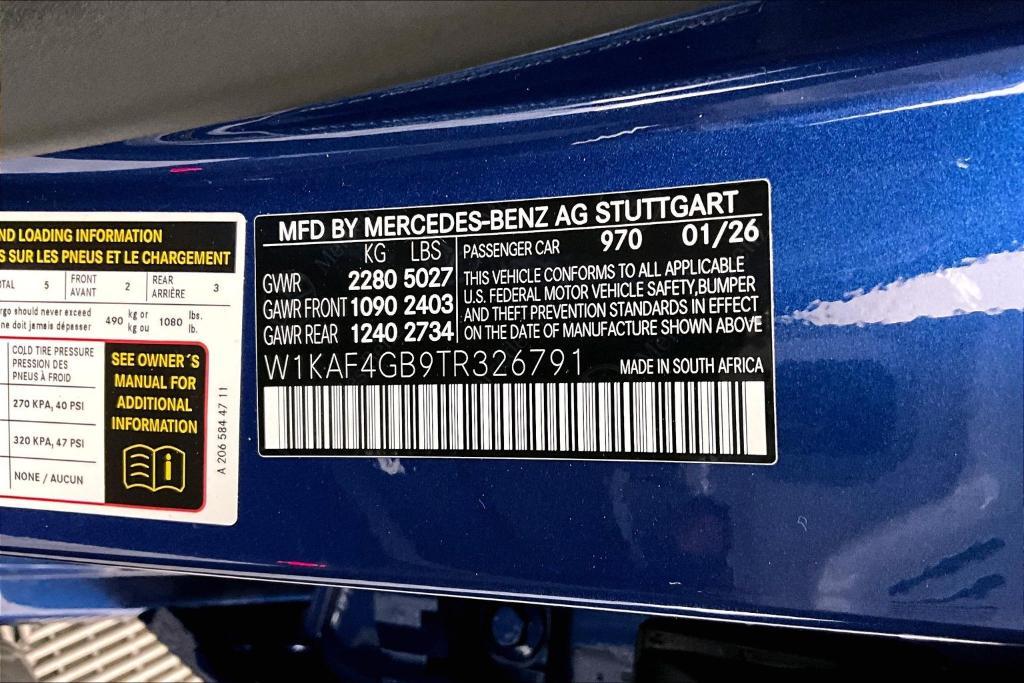 ND LOADING INFORMATION
S SUR LES PNEUS ET LE CHARGEMENT
5 FRONT AVANT 2 REAR ARRIÈRE 3
should never exceed 490 kg or 1080 lbs.
ne doit jamais dépasser kg ou lb.
COLD TIRE PRESSURE
PRESSION DES
PNEUS À FROID
270 KPA, 40 PSI
320 KPA, 47 PSI
NONE / AUCUN
SEE OWNER´S
MANUAL FOR
ADDITIONAL
INFORMATION
A 206 584 47 11
MFD BY MERCEDES-BENZ AG STUTTGART
KG LBS PASSENGER CAR 970 01/26
GVWR 2280 5027
GAWR FRONT 1090 2403
GAWR REAR 1240 2734
THIS VEHICLE CONFORMS TO ALL APPLICABLE
U.S. FEDERAL MOTOR VEHICLE SAFETY,BUMPER
AND THEFT PREVENTION STANDARDS IN EFFECT
ON THE DATE OF MANUFACTURE SHOWN ABOVE
W1KAF4GB9TR326791 MADE IN SOUTH AFRICA